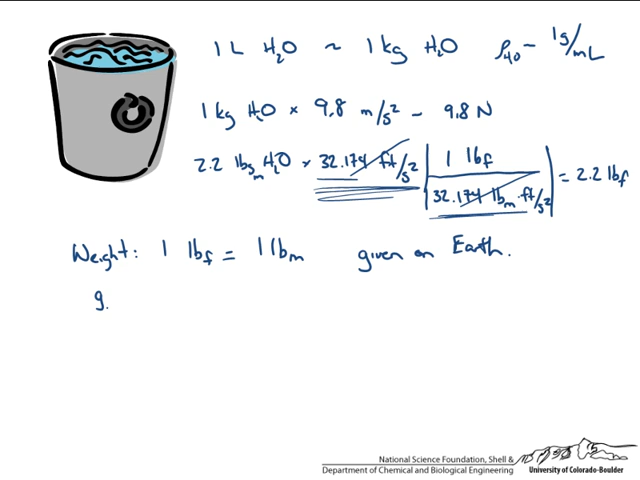 1 L H₂O ~ 1 kg H₂O ρH₂O - 1g/mL
1 kg H₂O × 9.8 m/s² - 9.8 N
2.2 lbsm H₂O × 32.174 ft/s² | 1 lbf / 32.174 lbm·ft/s² | = 2.2 lbf
Weight: 1 lbf = 1 lbm given on Earth.
g.
National Science Foundation, Shell &
Department of Chemical and Biological Engineering
University of Colorado-Boulder